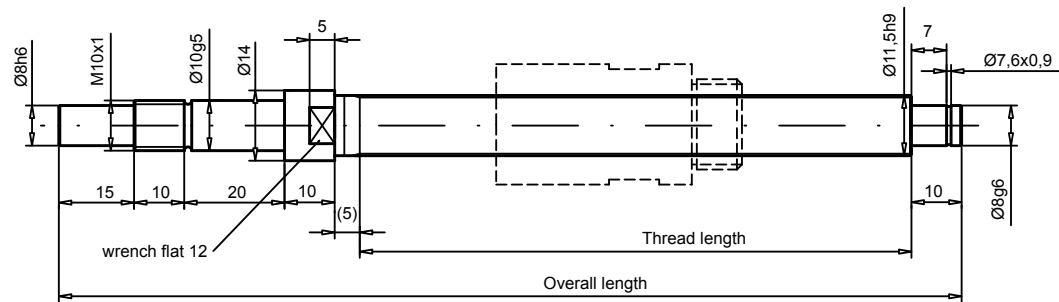 Ø8h6
M10x1
Ø10g5
Ø14
5
Ø11,5h9
7
Ø7,6x0,9
15
10
20
10
(5)
10
Ø8g6
wrench flat 12
Thread length
Overall length